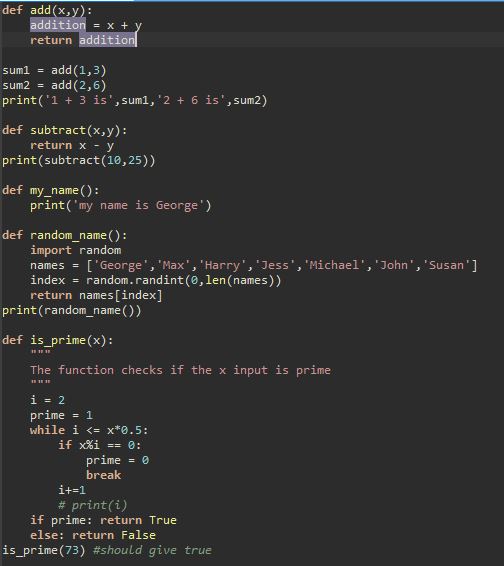 def add(x,y):
    addition = x + y
    return addition
sum1 = add(1,3)
sum2 = add(2,6)
print('1 + 3 is',sum1,'2 + 6 is',sum2)
def subtract(x,y):
    return x - y
print(subtract(10,25))
def my_name():
    print('my name is George')
def random_name():
    import random
    names = ['George','Max','Harry','Jess','Michael','John','Susan']
    index = random.randint(0,len(names))
    return names[index]
print(random_name())
def is_prime(x):
    """
    The function checks if the x input is prime
    """
    i = 2
    prime = 1
    while i <= x*0.5:
        if x%i == 0:
            prime = 0
            break
        i+=1
        # print(i)
    if prime: return True
    else: return False
is_prime(73) #should give true